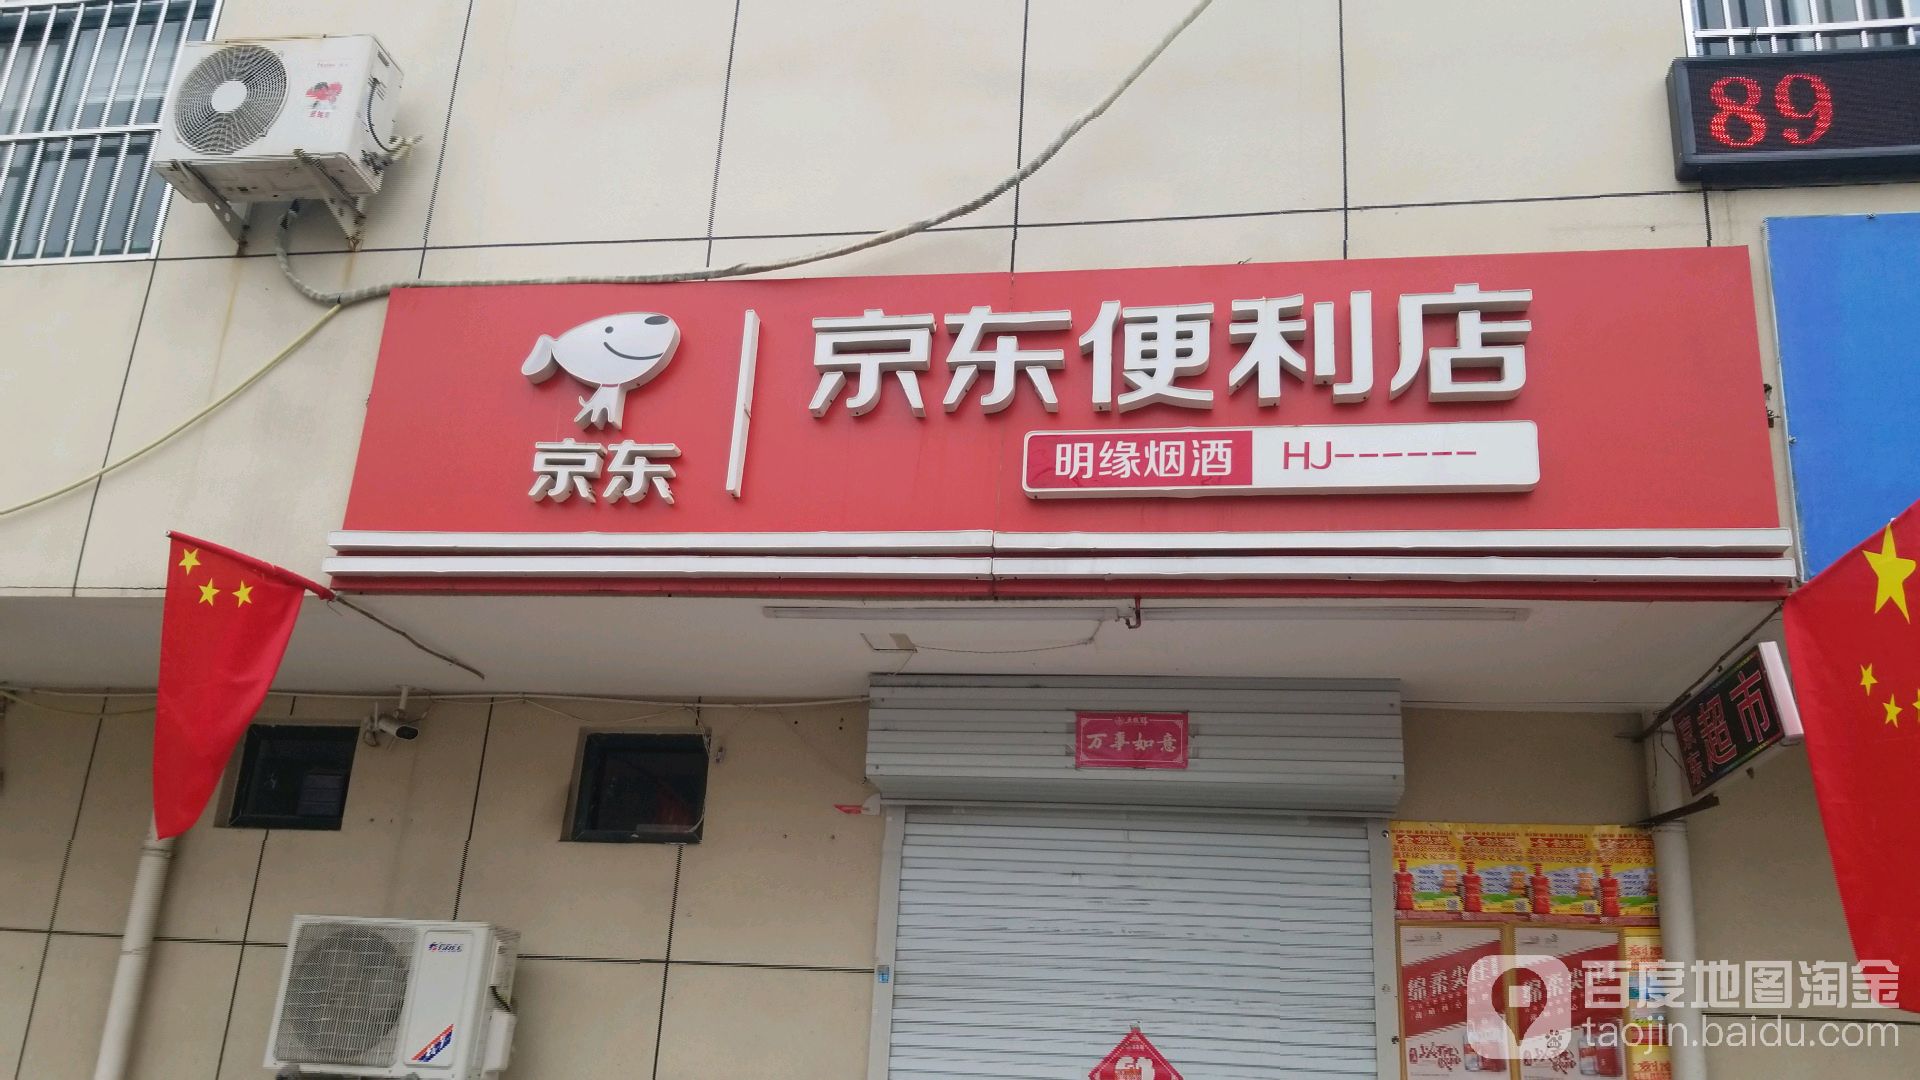 89
京东便利店
京东
明缘烟酒 HJ------
万事如意
超市
百度地图淘金
taojin.baidu.com